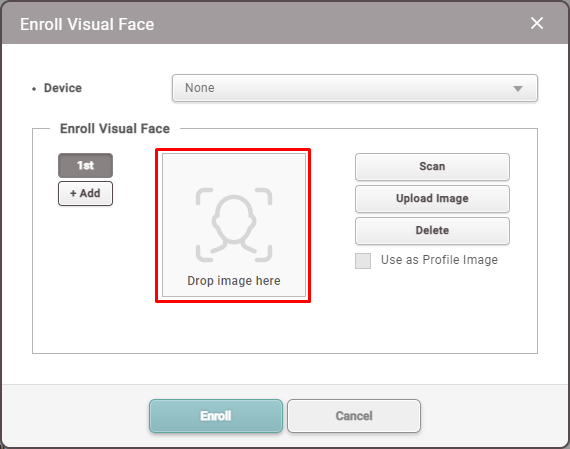 Enroll Visual Face
• Device
None
Enroll Visual Face
1st
+ Add
Drop image here
Scan
Upload Image
Delete
Use as Profile Image
Enroll
Cancel